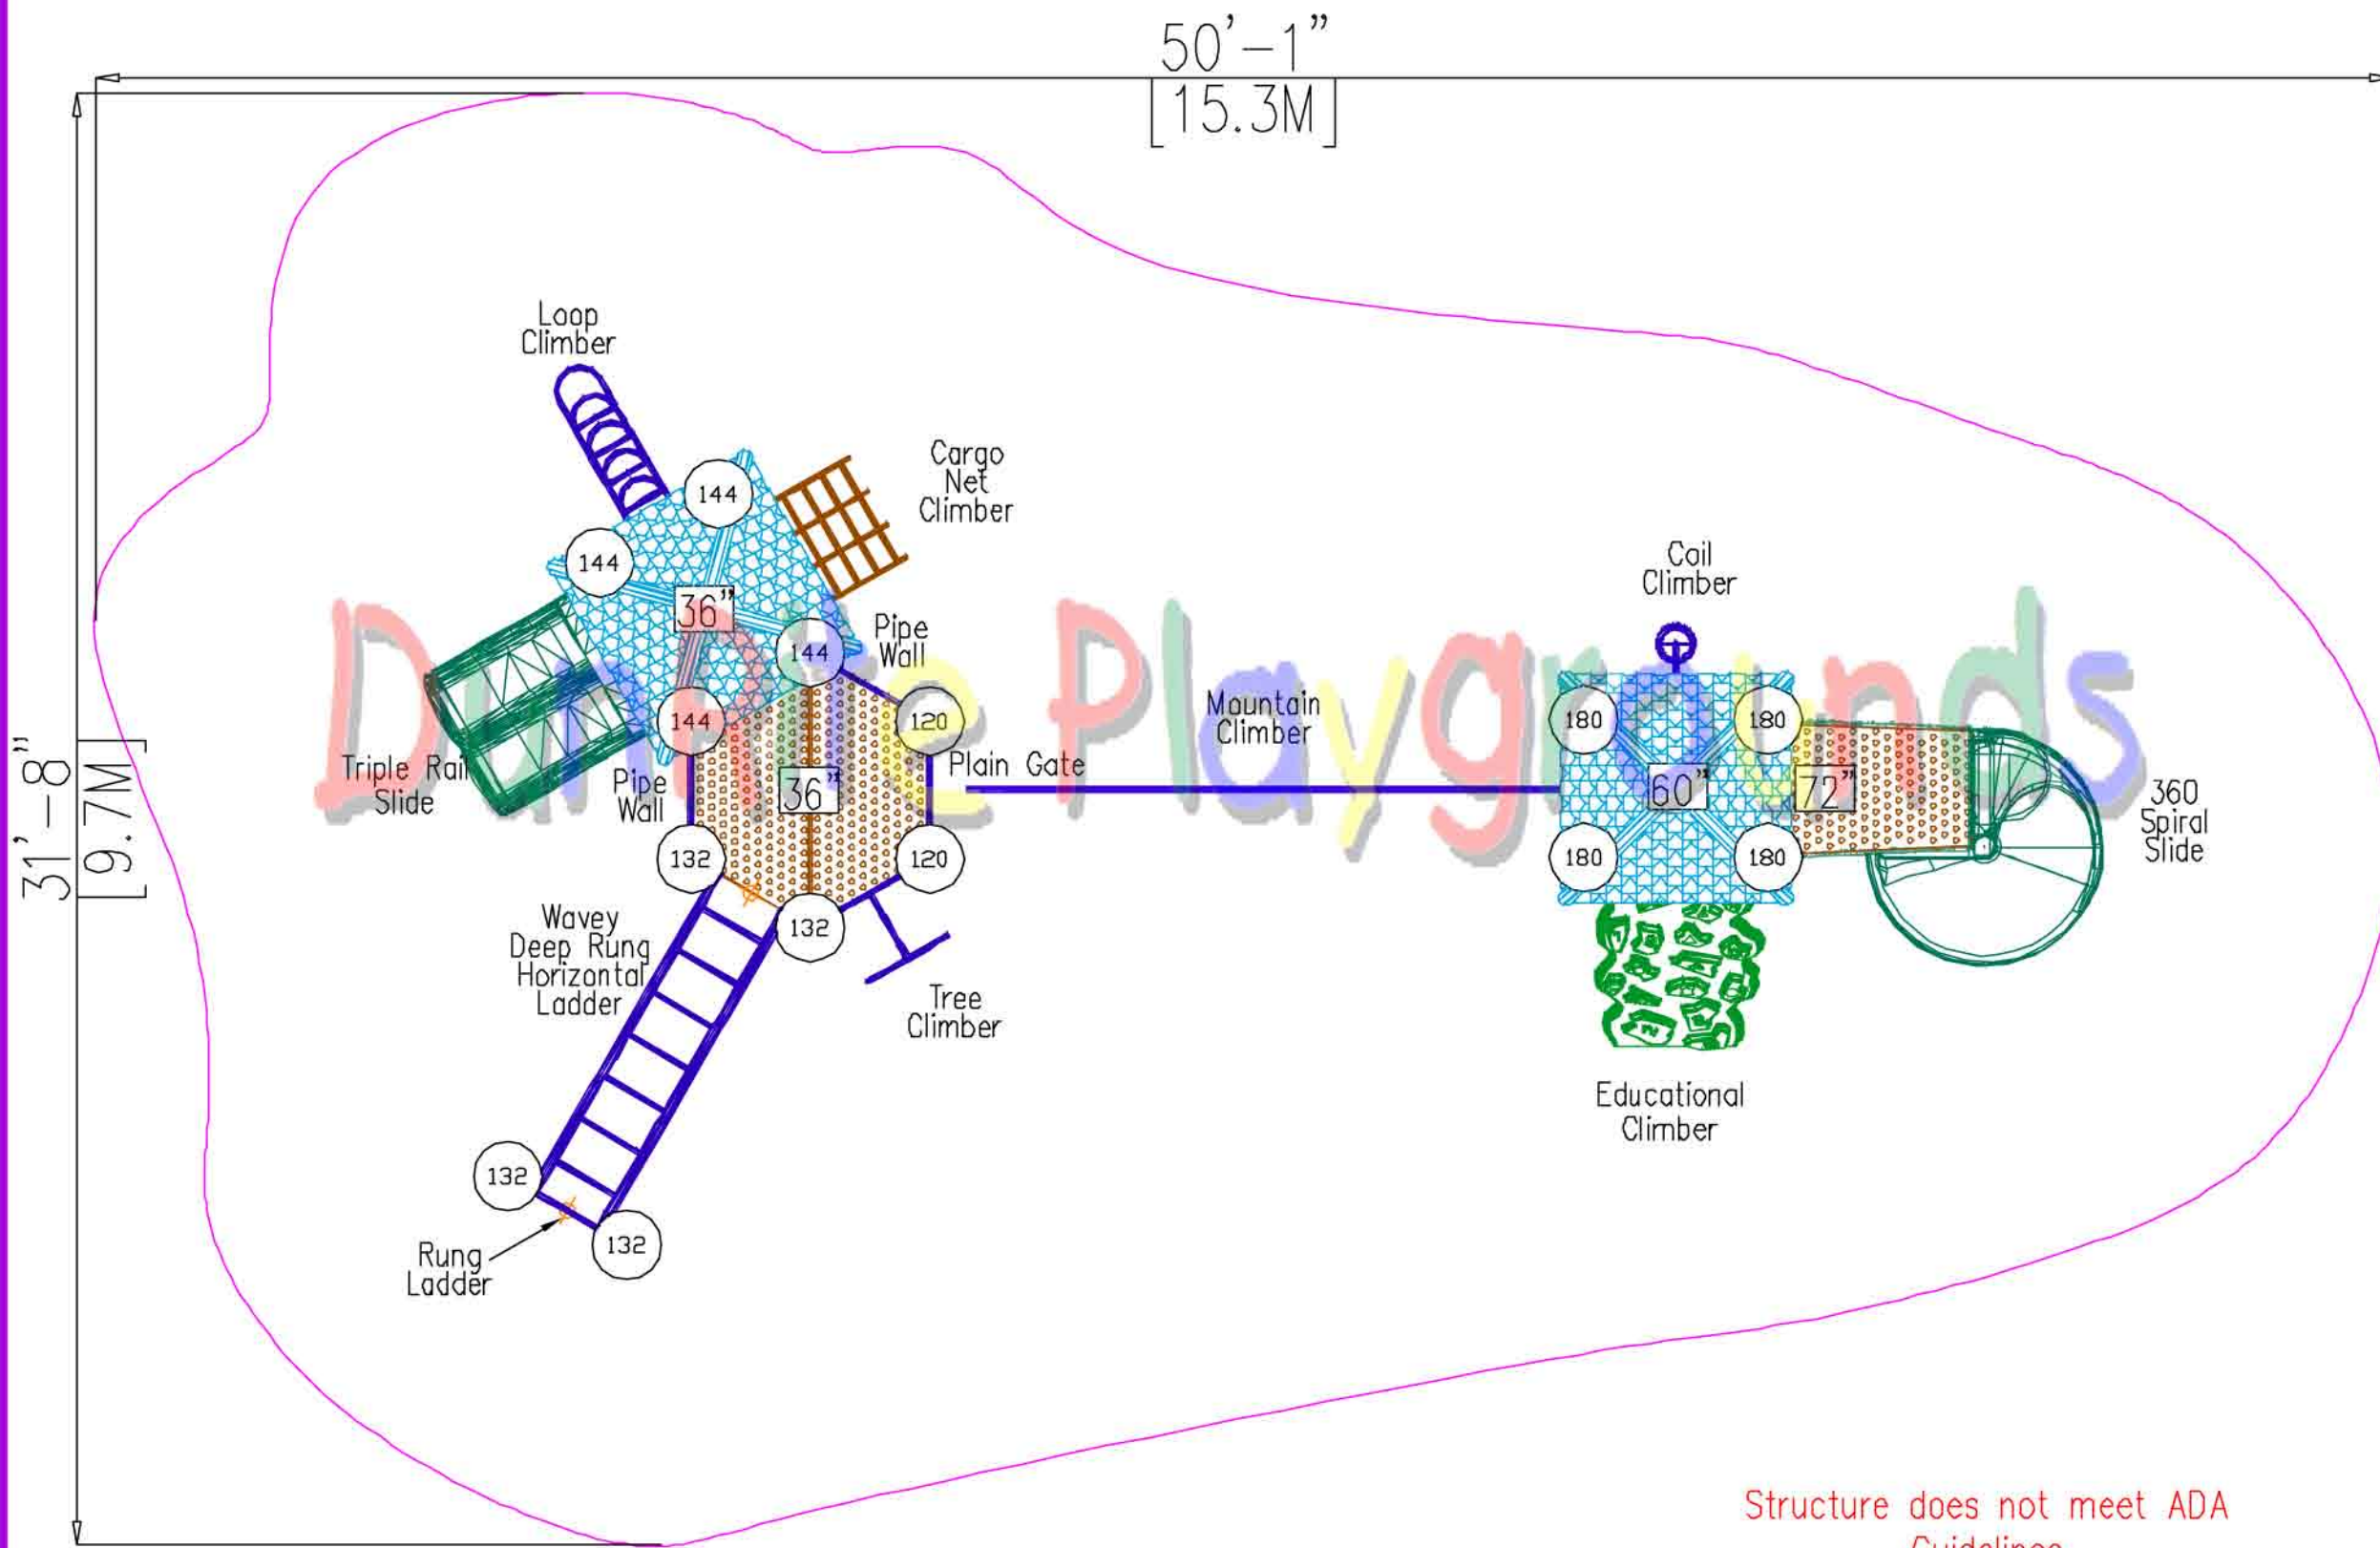 50'-1"
[15.3M]
31'-8"
[9.7M]
Loop
Climber
Cargo
Net
Climber
144
144
36"
144
144
Pipe
Wall
120
Plain Gate
Triple Rail
Slide
Pipe
Wall
36"
132
120
132
Wavey
Deep Rung
Horizontal
Ladder
Tree
Climber
132
132
Rung
Ladder
Mountain
Climber
Coil
Climber
180
180
60"
72"
180
180
360
Spiral
Slide
Educational
Climber
Playgrounds
Structure does not meet ADA
Guidelines